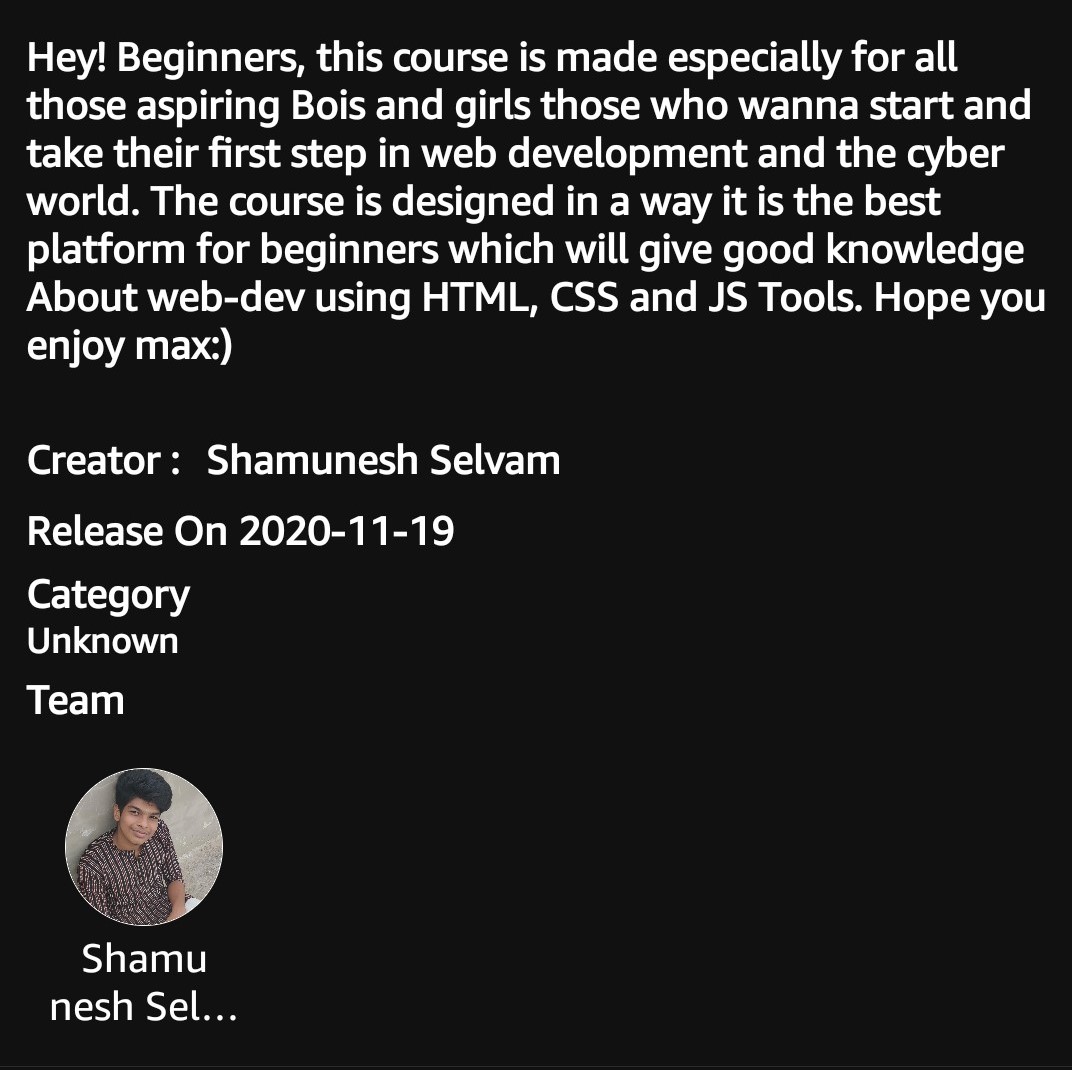 Hey! Beginners, this course is made especially for all
those aspiring Bois and girls those who wanna start and
take their first step in web development and the cyber
world. The course is designed in a way it is the best
platform for beginners which will give good knowledge
About web-dev using HTML, CSS and JS Tools. Hope you
enjoy max:)
Creator :  Shamunesh Selvam
Release On 2020-11-19
Category
Unknown
Team
Shamu
nesh Sel...